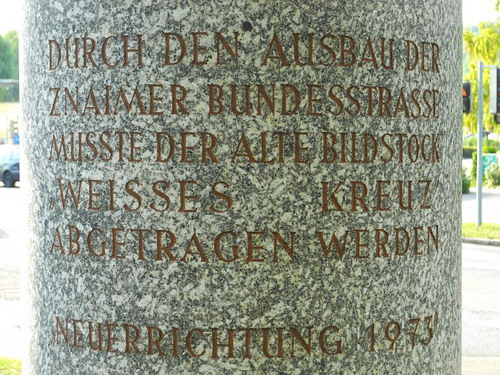 DURCH DEN AUSBAU DER
ZNAIMER BUNDESSTRASSE
MUSSTE DER ALTE BILDSTOCK
WEISSES KREUZ
ABGETRAGEN WERDEN
NEUERRICHTUNG 1973